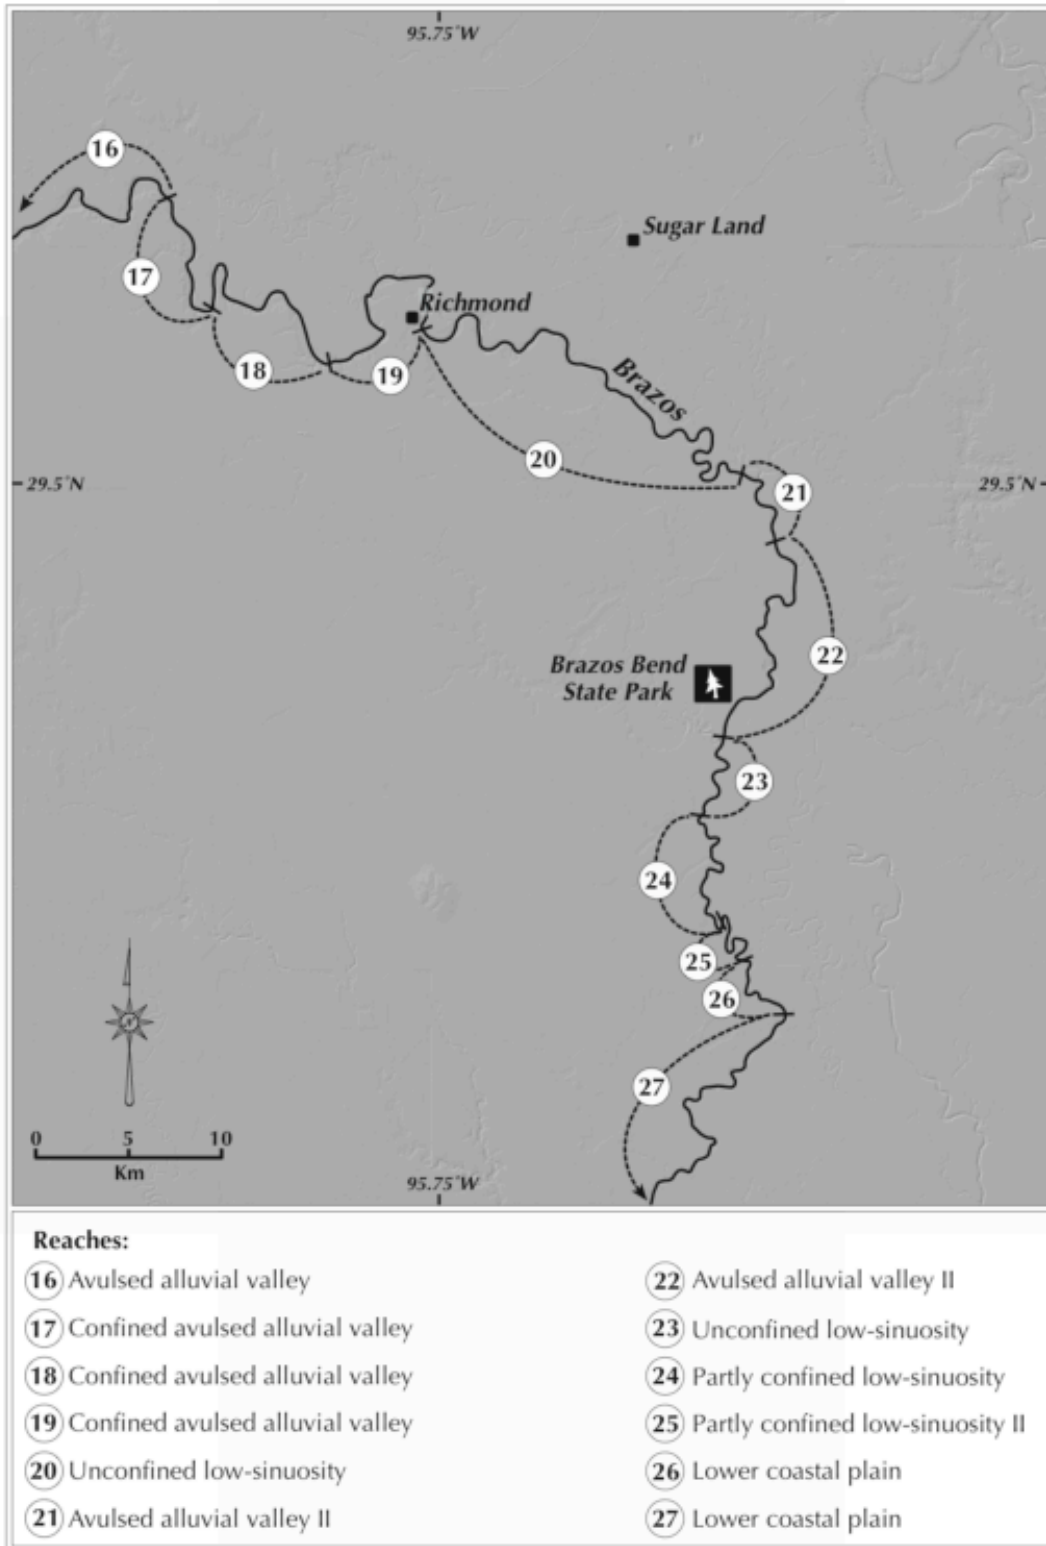 95.75°W
16
Sugar Land
17
Richmond
18
19
Brazos
20
29.5°N
29.5°N
21
22
Brazos Bend
State Park
23
24
25
26
27
0 5 10
Km
95.75°W
Reaches:
16 Avulsed alluvial valley
17 Confined avulsed alluvial valley
18 Confined avulsed alluvial valley
19 Confined avulsed alluvial valley
20 Unconfined low-sinuosity
21 Avulsed alluvial valley II
22 Avulsed alluvial valley II
23 Unconfined low-sinuosity
24 Partly confined low-sinuosity
25 Partly confined low-sinuosity II
26 Lower coastal plain
27 Lower coastal plain